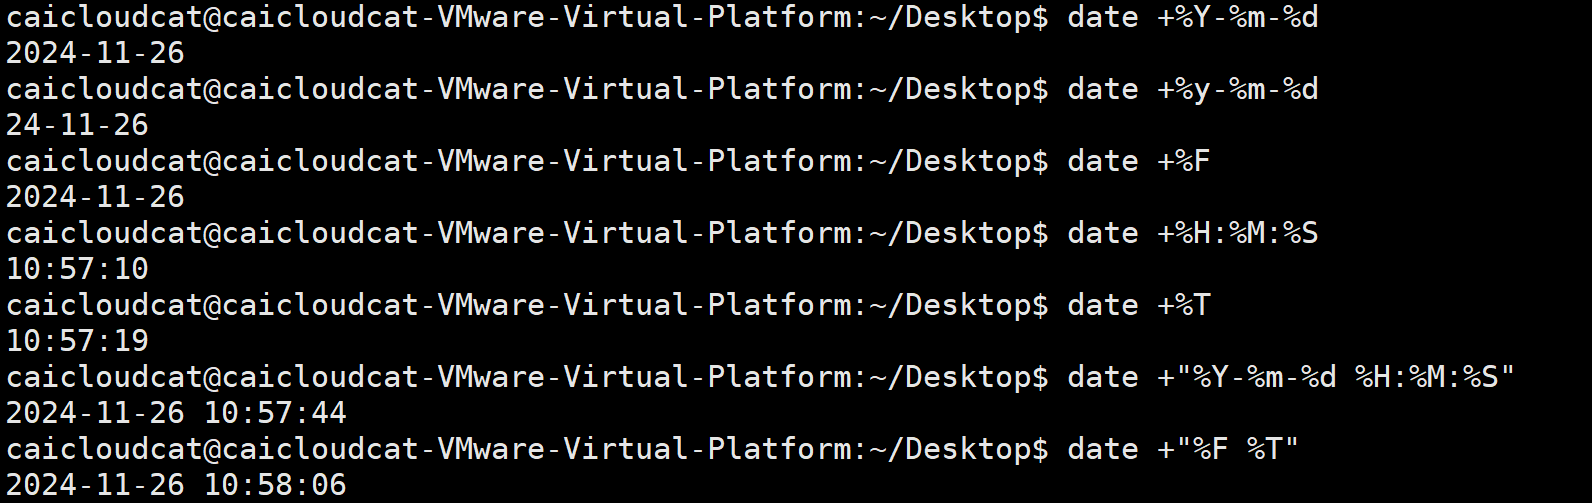 caicloudcat@caicloudcat-VMware-Virtual-Platform:~/Desktop$ date +%Y-%m-%d
2024-11-26
caicloudcat@caicloudcat-VMware-Virtual-Platform:~/Desktop$ date +%y-%m-%d
24-11-26
caicloudcat@caicloudcat-VMware-Virtual-Platform:~/Desktop$ date +%F
2024-11-26
caicloudcat@caicloudcat-VMware-Virtual-Platform:~/Desktop$ date +%H:%M:%S
10:57:10
caicloudcat@caicloudcat-VMware-Virtual-Platform:~/Desktop$ date +%T
10:57:19
caicloudcat@caicloudcat-VMware-Virtual-Platform:~/Desktop$ date +"%Y-%m-%d %H:%M:%S"
2024-11-26 10:57:44
caicloudcat@caicloudcat-VMware-Virtual-Platform:~/Desktop$ date +"%F %T"
2024-11-26 10:58:06